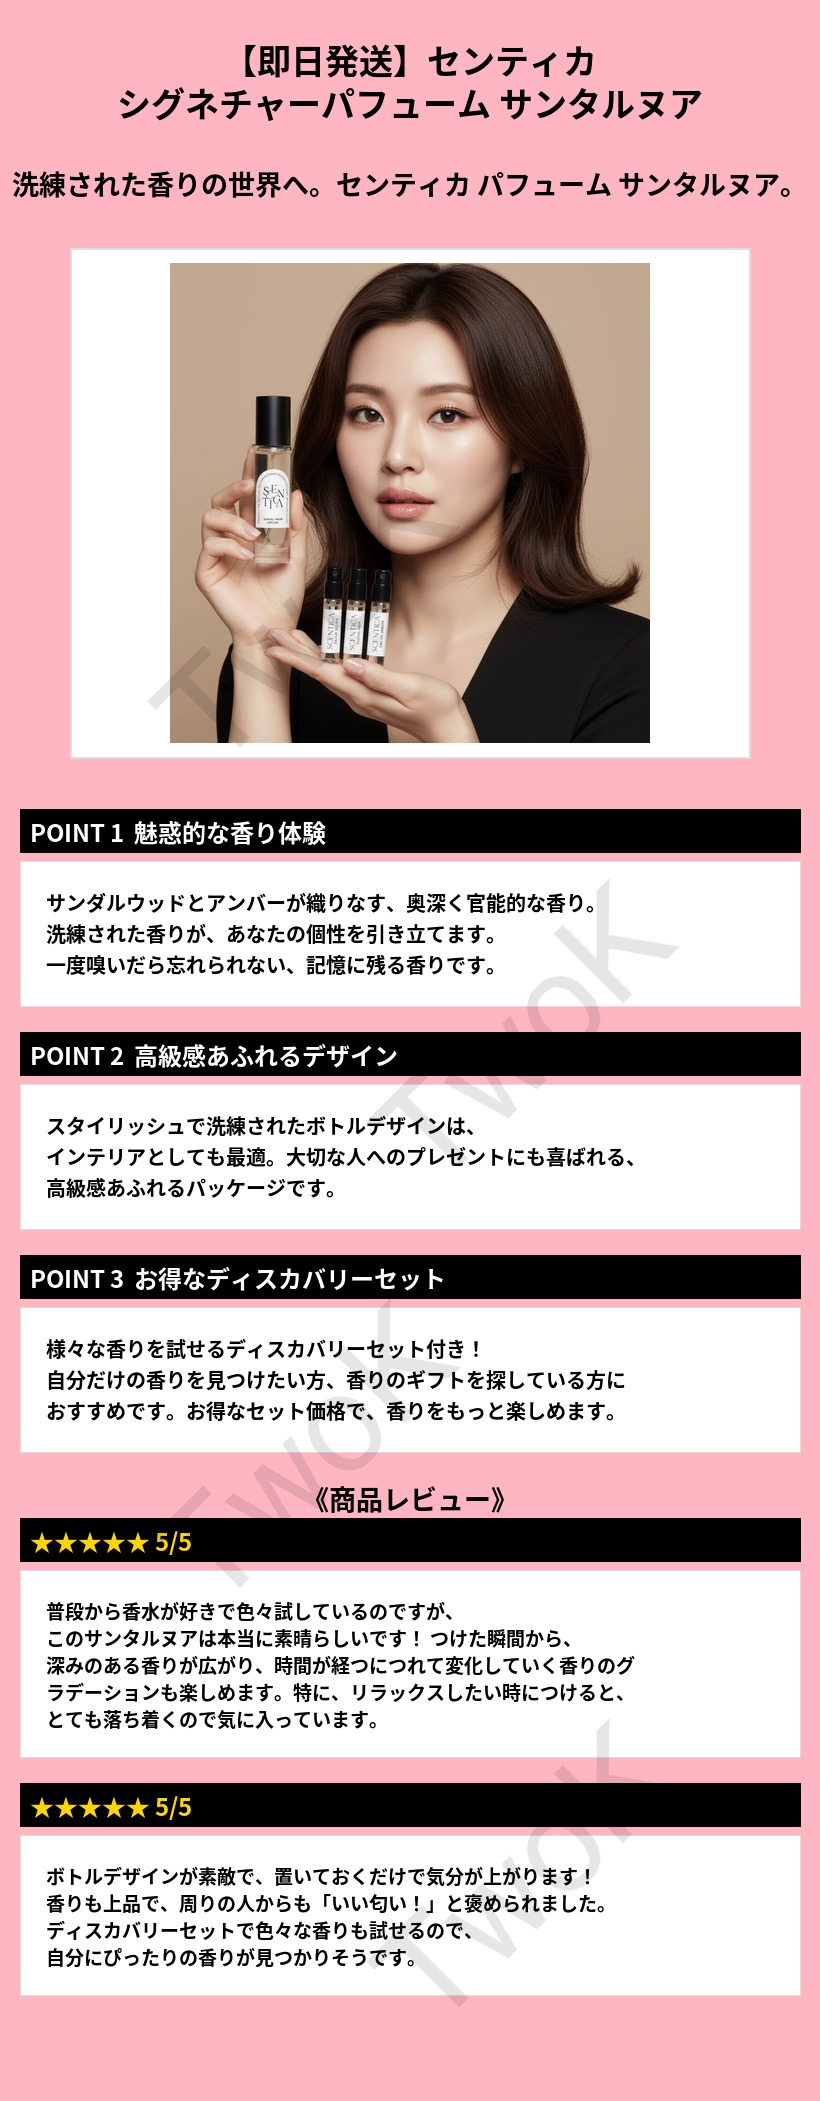 【即日発送】センティカ
シグネチャーパフューム サンタルヌア
洗練された香りの世界へ。センティカ パフューム サンタルヌア。
SCEN
TICA
SCENTICA
SCENTICA
SCENTICA
TwoK
POINT 1 魅惑的な香り体験
サンダルウッドとアンバーが織りなす、奥深く官能的な香り。
洗練された香りが、あなたの個性を引き立てます。
一度嗅いだら忘れられない、記憶に残る香りです。
TwoK
POINT 2 高級感あふれるデザイン
スタイリッシュで洗練されたボトルデザインは、
インテリアとしても最適。大切な人へのプレゼントにも喜ばれる、
高級感あふれるパッケージです。
POINT 3 お得なディスカバリーセット
様々な香りを試せるディスカバリーセット付き！
自分だけの香りを見つけたい方、香りのギフトを探している方に
おすすめです。お得なセット価格で、香りをもっと楽しめます。
TwoK
《商品レビュー》
★★★★★ 5/5
普段から香水が好きで色々試しているのですが、
このサンタルヌアは本当に素晴らしいです！ つけた瞬間から、
深みのある香りが広がり、時間が経つにつれて変化していく香りのグ
ラデーションも楽しめます。特に、リラックスしたい時につけると、
とても落ち着くので気に入っています。
★★★★★ 5/5
ボトルデザインが素敵で、置いておくだけで気分が上がります！
香りも上品で、周りの人からも「いい匂い！」と褒められました。
ディスカバリーセットで色々な香りも試せるので、
自分にぴったりの香りが見つかりそうです。
TwoK